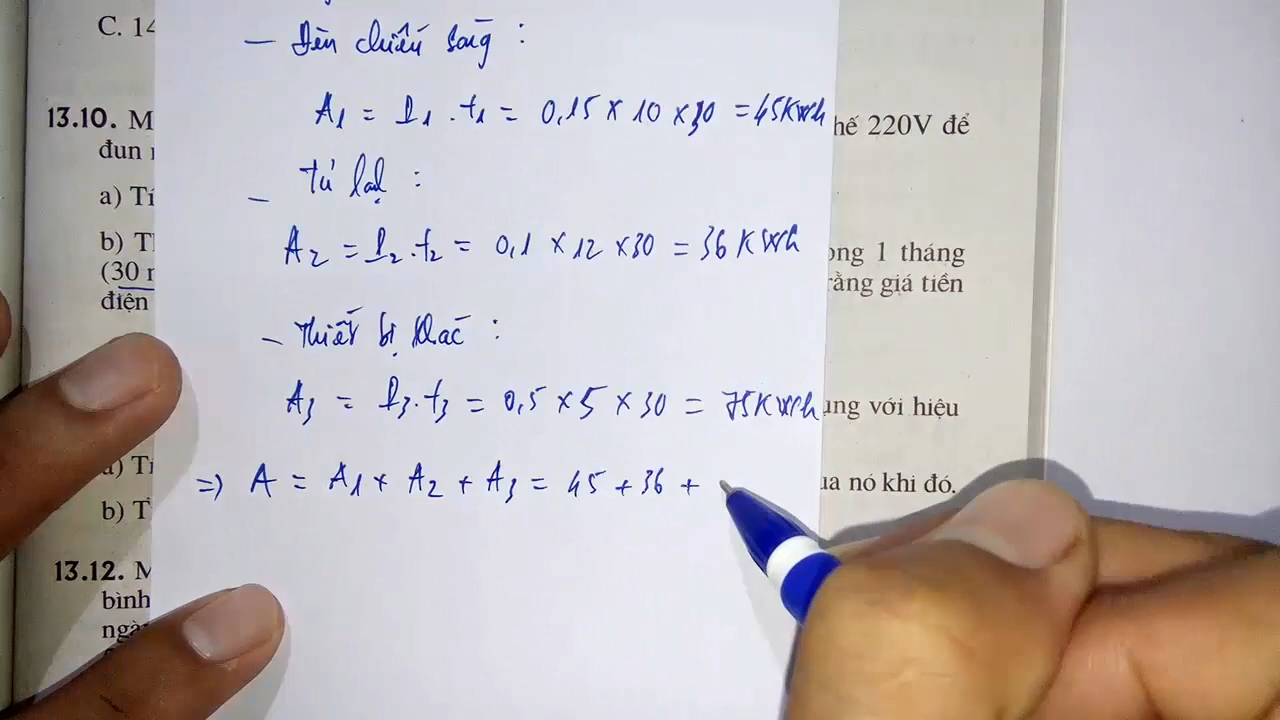 C. 14
– Đèn chiếu sáng :
13.10. M
hế 220V để
A1 = P1 . t1 = 0,15 × 10 × 30 = 45KWh
đun
– Tủ lạnh :
a) Tí
A2 = P2 . t2 = 0,1 × 12 × 30 = 36 KWh
b) T
ong 1 tháng
(30 n
rằng giá tiền
điện
– Thiết bị khác :
A3 = P3 . t3 = 0,5 × 5 × 30 = 75KWh
ụng với hiệu
a) Tí
=> A = A1 + A2 + A3 = 45 + 36 +
ua nó khi đó.
b) T
13.12. M
bình
ngà